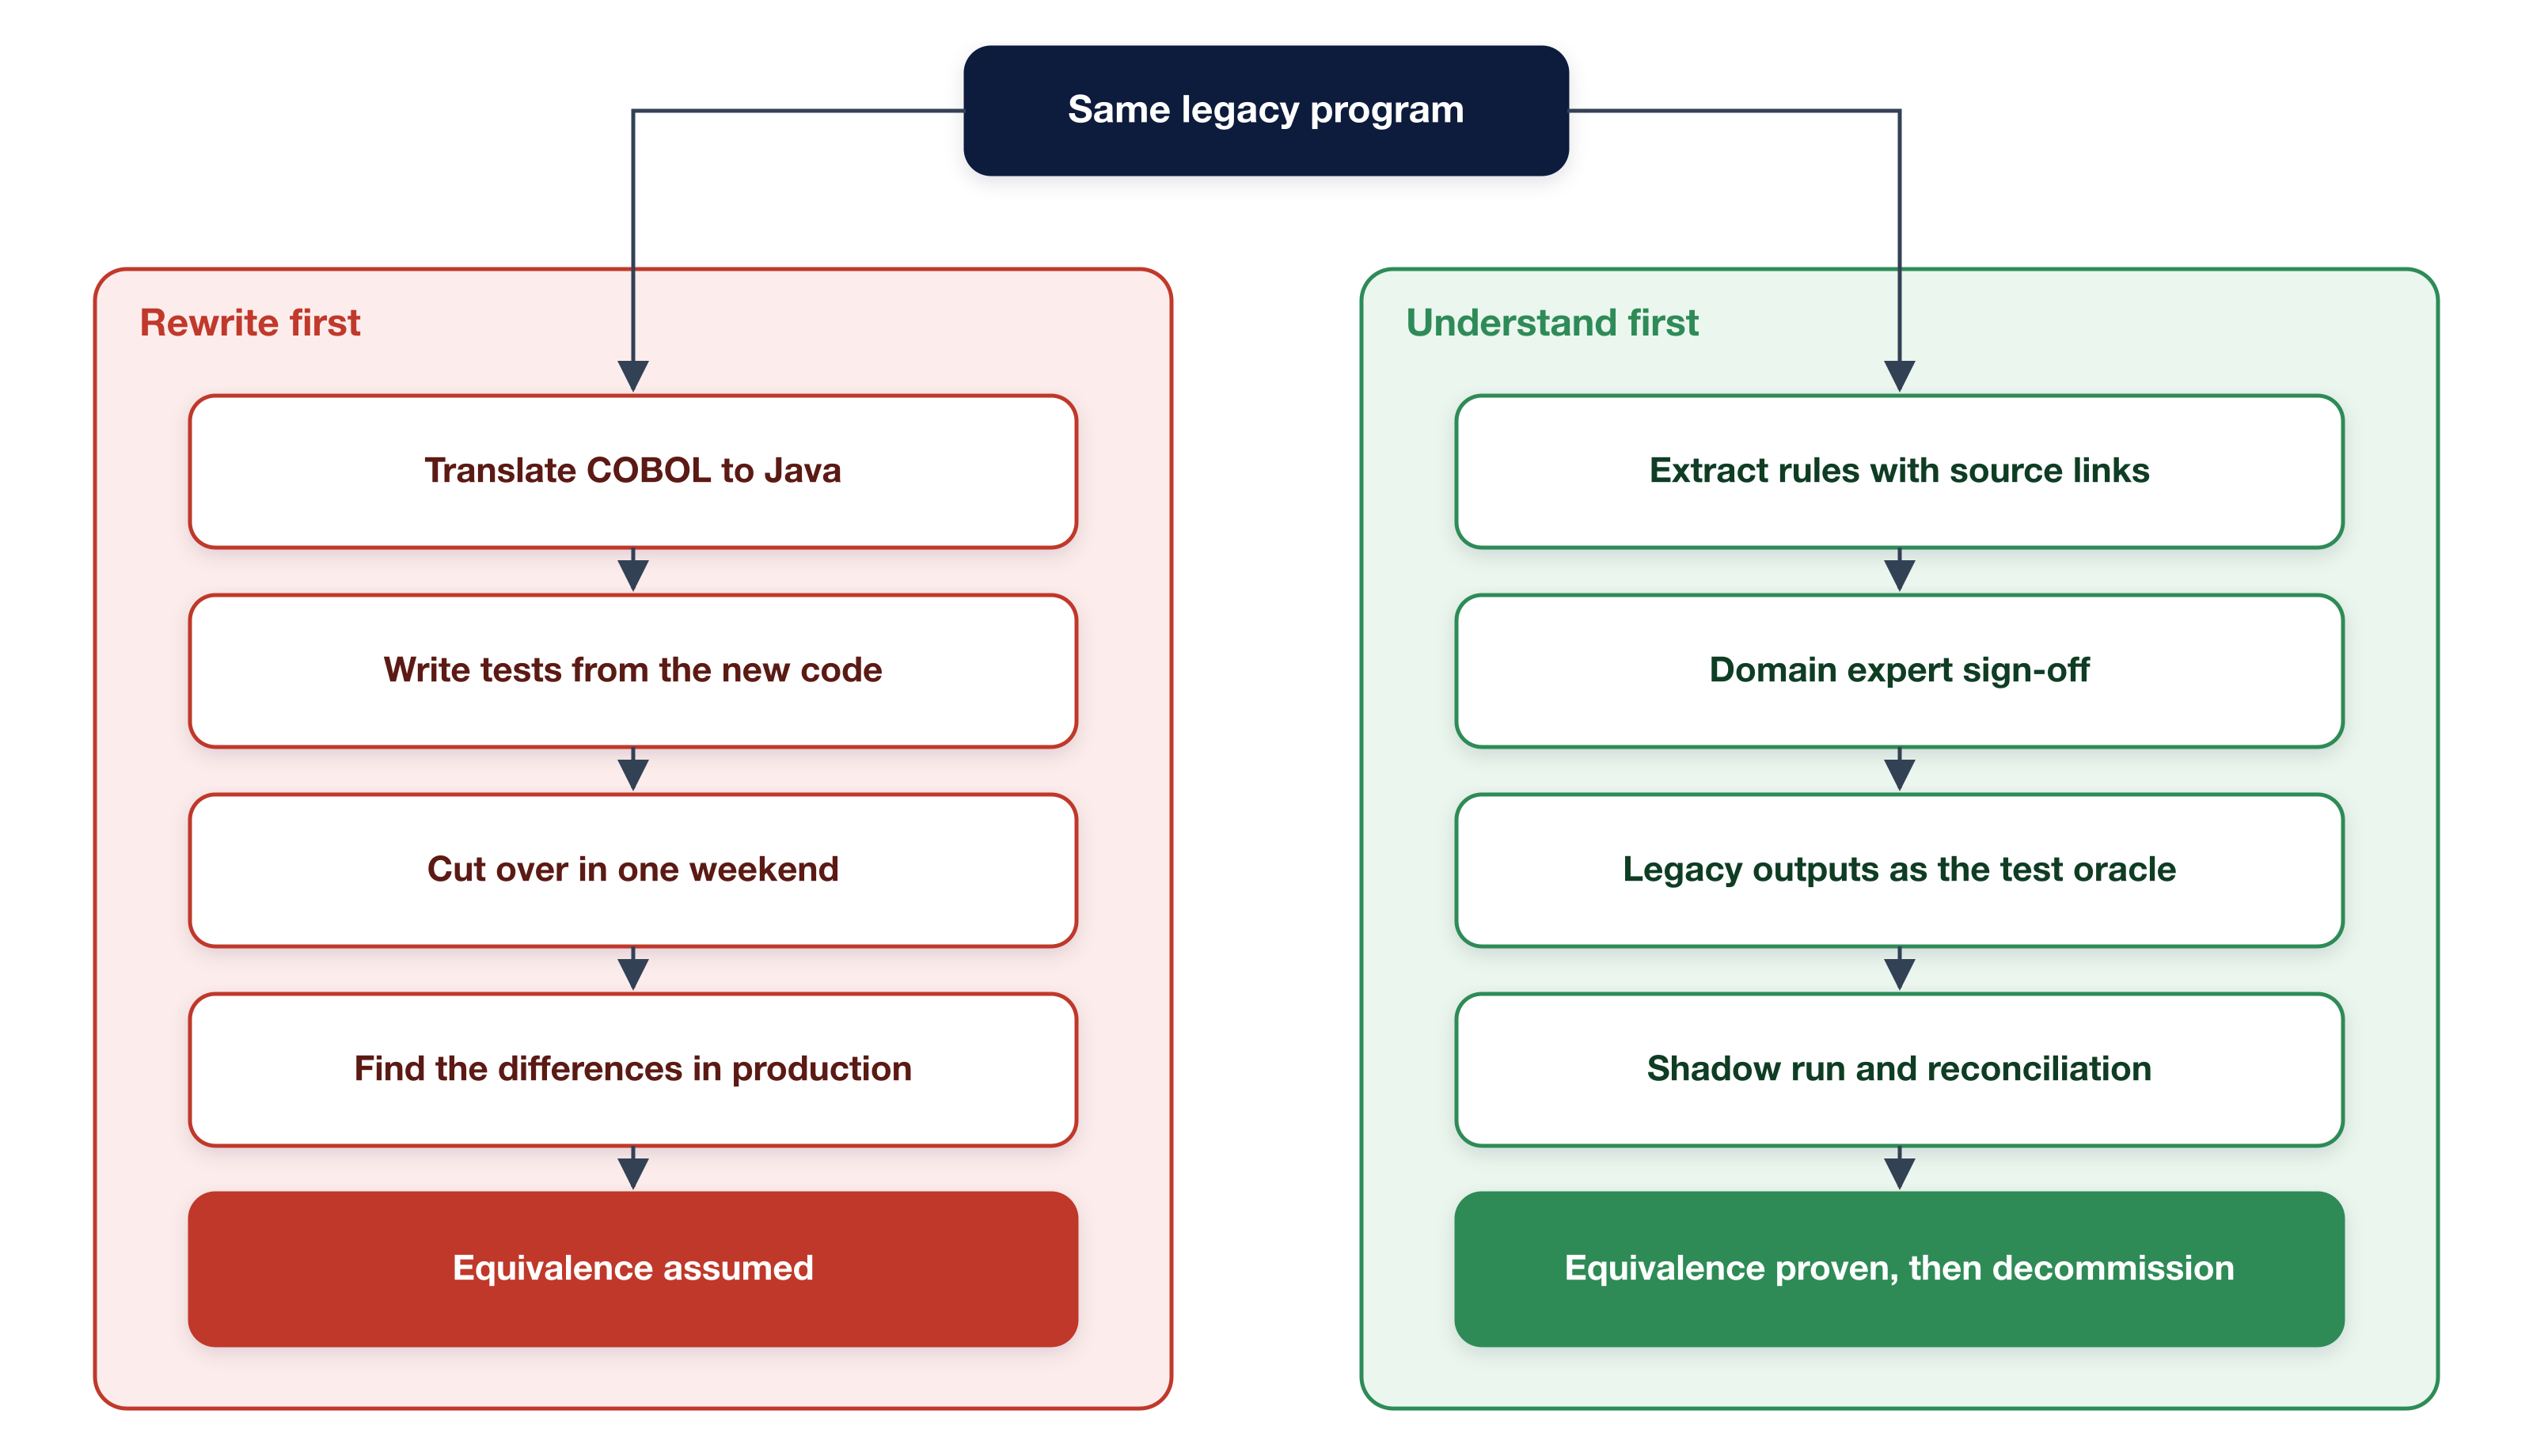 Same legacy program
Rewrite first
Translate COBOL to Java
Write tests from the new code
Cut over in one weekend
Find the differences in production
Equivalence assumed
Understand first
Extract rules with source links
Domain expert sign-off
Legacy outputs as the test oracle
Shadow run and reconciliation
Equivalence proven, then decommission